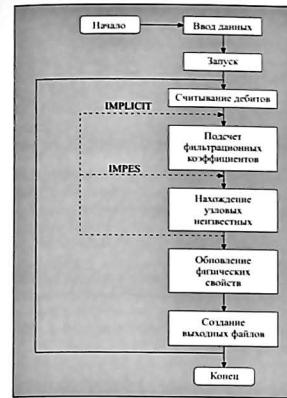 Начало
Ввод данных
Запуск
Считывание дебитов
IMPLICIT
Подсчет
фильтрационных
коэффициентов
IMPES
Нахождение
узловых
неизвестных
Обновление
физических
свойств
Создание
выходных файлов
Конец